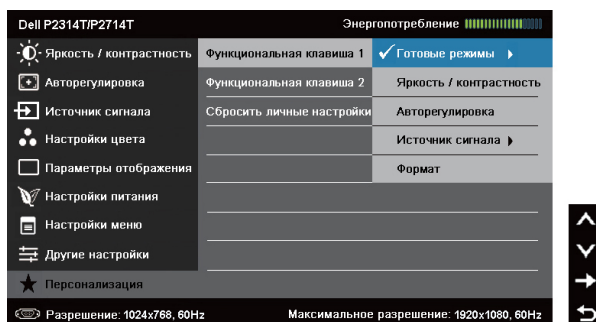 Dell P2314T/P2714T Энергопотребление
Яркость / контрастность Функциональная клавиша 1 Готовые режимы
Функциональная клавиша 2 Яркость / контрастность
Авторегулировка
Источник сигнала Сбросить личные настройки Авторегулировка
Настройки цвета Источник сигнала
Параметры отображения Формат
Настройки питания
Настройки меню
Другие настройки
Персонализация
Разрешение: 1024x768, 60Hz Максимальное разрешение: 1920x1080, 60Hz